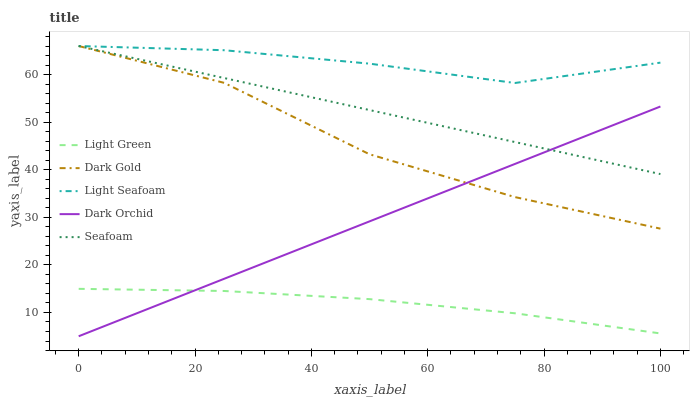 title
60
50
40
30
20
10
0
20
40
60
80
100
yaxis_label
xaxis_label
Light Green
Dark Gold
Light Seafoam
Dark Orchid
Seafoam